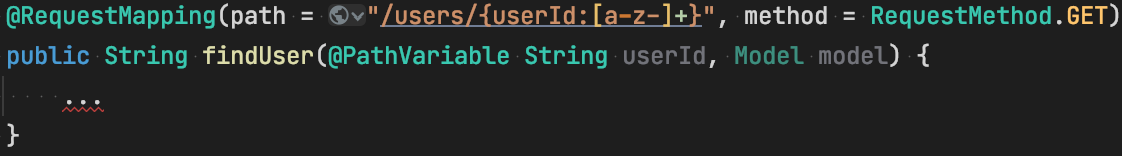 @RequestMapping(path = "/users/{userId:[a-z-]+}", method = RequestMethod.GET)
public String findUser(@PathVariable String userId, Model model) {
    ...
}